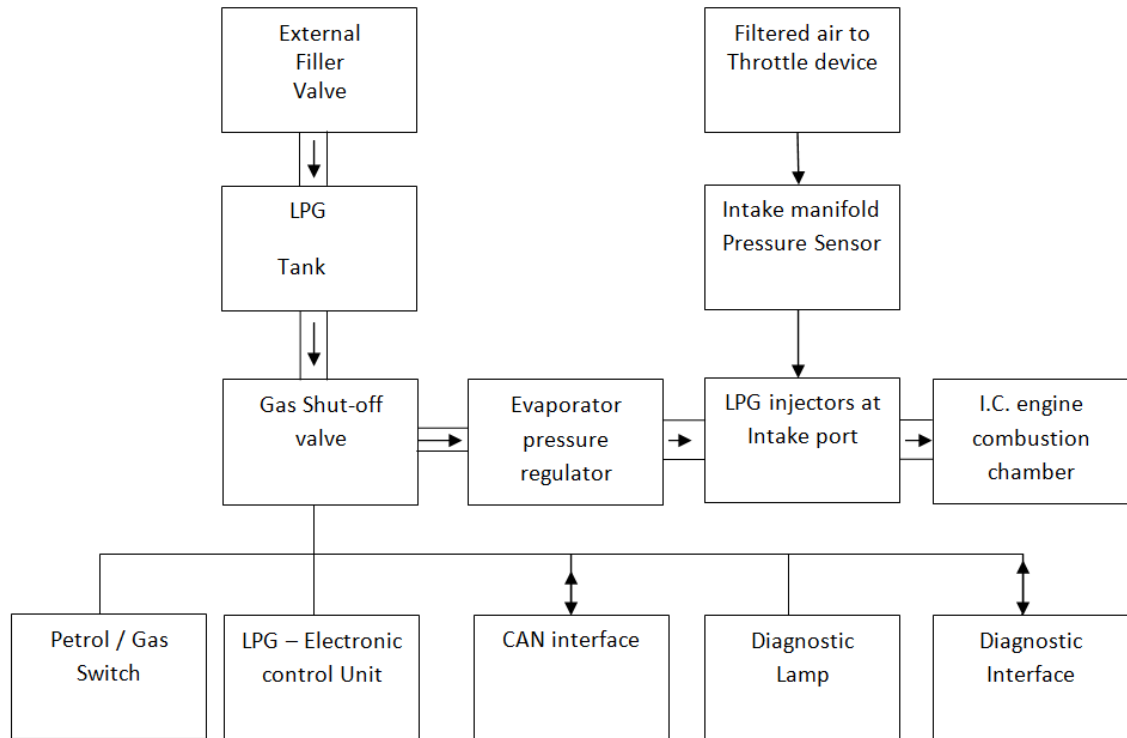 External
Filler
Valve
Filtered air to
Throttle device
LPG
Tank
Intake manifold
Pressure Sensor
Gas Shut-off
valve
Evaporator
pressure
regulator
LPG injectors at
Intake port
I.C. engine
combustion
chamber
Petrol / Gas
Switch
LPG – Electronic
control Unit
CAN interface
Diagnostic
Lamp
Diagnostic
Interface